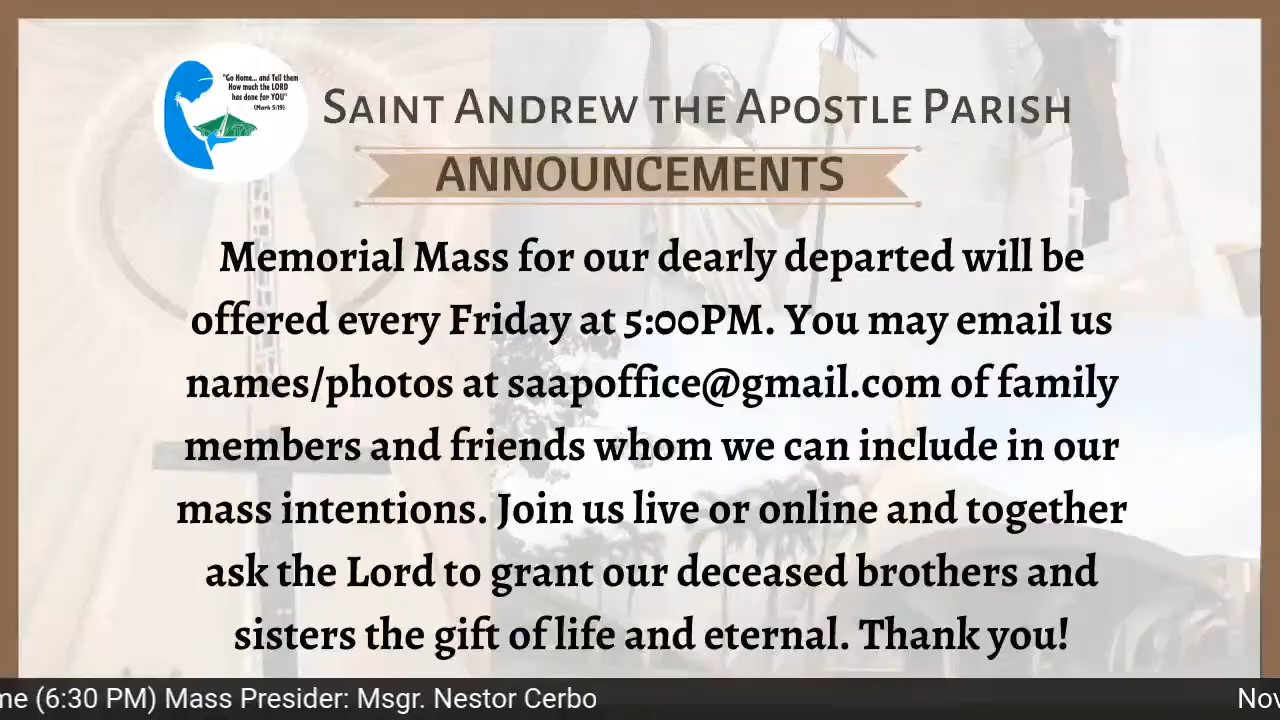 "Go Home... and Tell them
How much the LORD
has done for YOU"
(Mark 5:19)
SAINT ANDREW THE APOSTLE PARISH
ANNOUNCEMENTS
Memorial Mass for our dearly departed will be
offered every Friday at 5:00PM. You may email us
names/photos at saapoffice@gmail.com of family
members and friends whom we can include in our
mass intentions. Join us live or online and together
ask the Lord to grant our deceased brothers and
sisters the gift of life and eternal. Thank you!
(6:30 PM) Mass Presider: Msgr. Nestor Cerbo